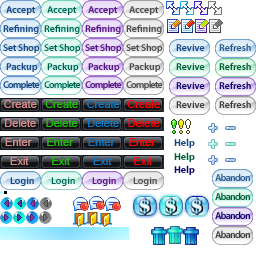 Accept Accept Accept Accept
Refining Refining Refining Refining
Set Shop Set Shop Set Shop Set Shop
Packup Packup Packup Packup
Complete Complete Complete Complete
Create Create Create Create
Delete Delete Delete Delete
Enter Enter Enter Enter
Exit Exit Exit Exit
Login Login Login Login
Revive Refresh
Revive Refresh
Revive Refresh
Revive Refresh
Help
Help
Help
Abandon
Abandon
Abandon
Abandon
$ $ $